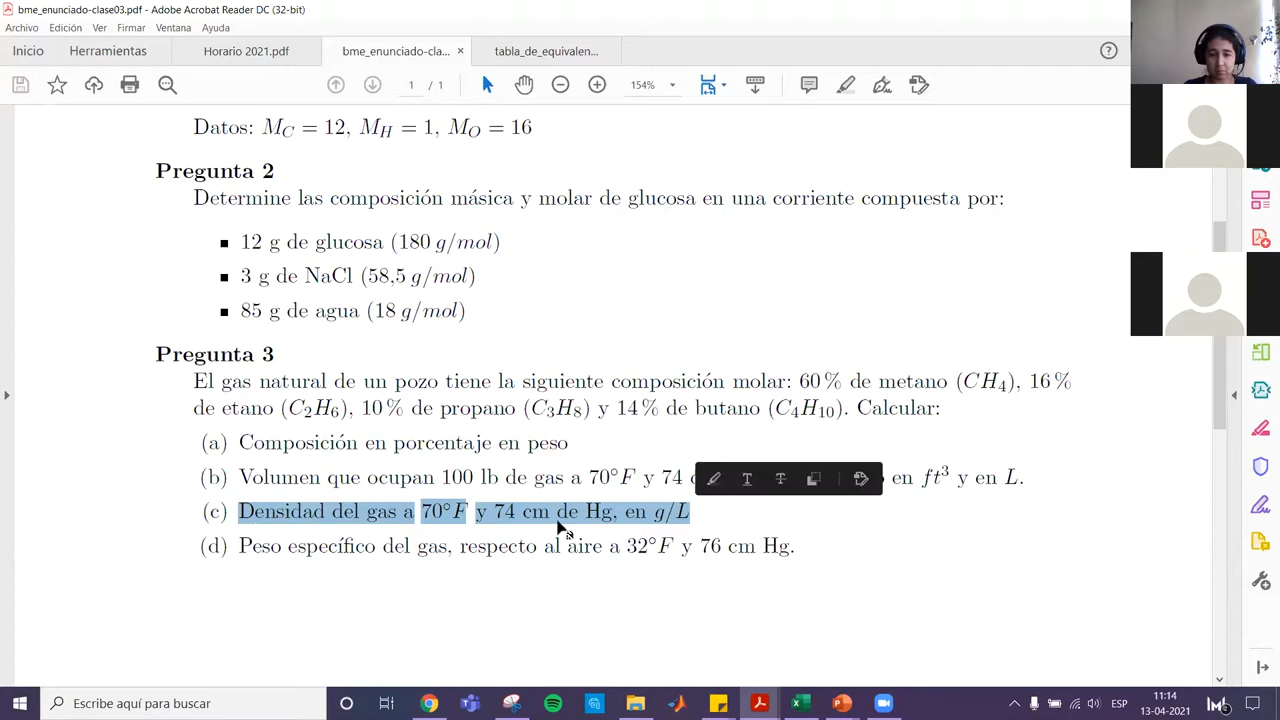 bme_enunciado-clase03.pdf - Adobe Acrobat Reader DC (32-bit)
Archivo Edición Ver Firmar Ventana Ayuda
Inicio Herramientas Horario 2021.pdf bme_enunciado-cla... × tabla_de_equivalen...
1 / 1 154%
Datos: M_C = 12, M_H = 1, M_O = 16
Pregunta 2
Determine las composición másica y molar de glucosa en una corriente compuesta por:
▪ 12 g de glucosa (180 g/mol)
▪ 3 g de NaCl (58,5 g/mol)
▪ 85 g de agua (18 g/mol)
Pregunta 3
El gas natural de un pozo tiene la siguiente composición molar: 60 % de metano (CH₄), 16 %
de etano (C₂H₆), 10 % de propano (C₃H₈) y 14 % de butano (C₄H₁₀). Calcular:
(a) Composición en porcentaje en peso
(b) Volumen que ocupan 100 lb de gas a 70°F y 74 en ft³ y en L.
(c) Densidad del gas a 70°F y 74 cm de Hg, en g/L
(d) Peso específico del gas, respecto al aire a 32°F y 76 cm Hg.
Escribe aquí para buscar
ESP
11:14
13-04-2021